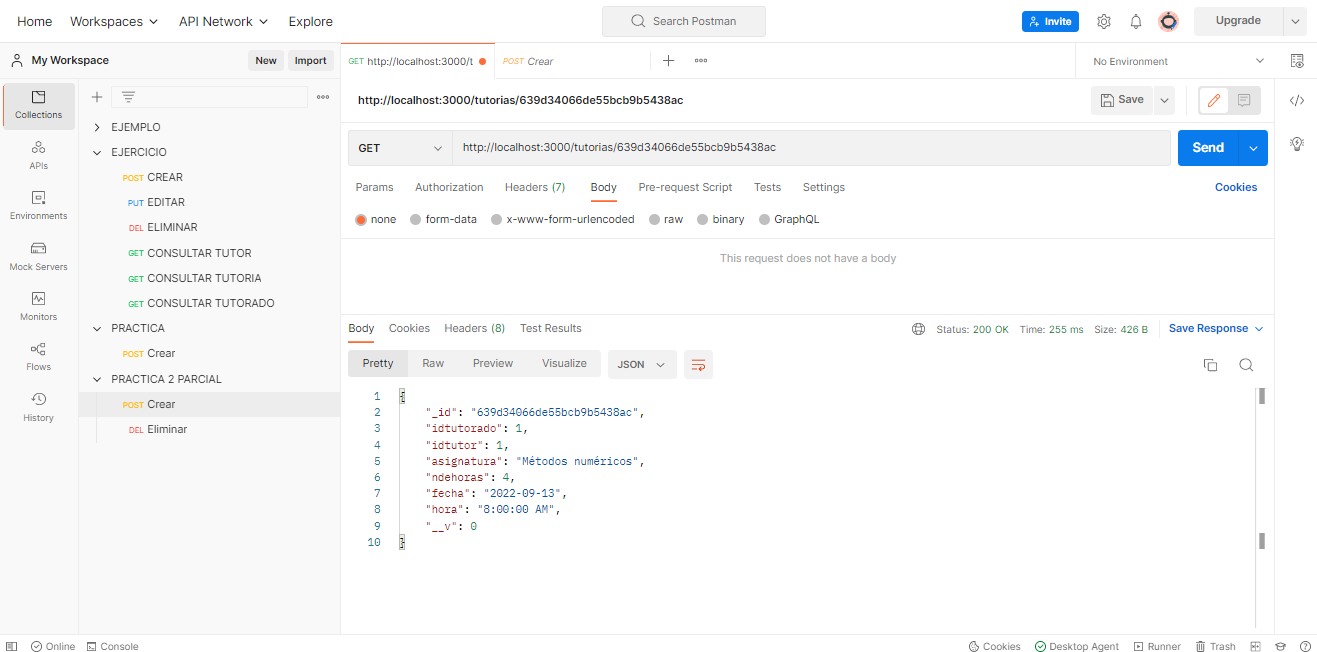 Home Workspaces API Network Explore Search Postman Invite Upgrade
My Workspace New Import GET http://localhost:3000/t POST Crear No Environment
Collections
APIs
Environments
Mock Servers
Monitors
Flows
History
EJEMPLO
EJERCICIO
POST CREAR
PUT EDITAR
DEL ELIMINAR
GET CONSULTAR TUTOR
GET CONSULTAR TUTORIA
GET CONSULTAR TUTORADO
PRACTICA
POST Crear
PRACTICA 2 PARCIAL
POST Crear
DEL Eliminar
http://localhost:3000/tutorias/639d34066de55bcb9b5438ac Save
GET http://localhost:3000/tutorias/639d34066de55bcb9b5438ac Send
Params Authorization Headers (7) Body Pre-request Script Tests Settings Cookies
none form-data x-www-form-urlencoded raw binary GraphQL
This request does not have a body
Body Cookies Headers (8) Test Results Status: 200 OK Time: 255 ms Size: 426 B Save Response
Pretty Raw Preview Visualize JSON
1 {
2 "_id": "639d34066de55bcb9b5438ac",
3 "idtutorado": 1,
4 "idtutor": 1,
5 "asignatura": "Métodos numéricos",
6 "ndehoras": 4,
7 "fecha": "2022-09-13",
8 "hora": "8:00:00 AM",
9 "__v": 0
10 }
Online Console Cookies Desktop Agent Runner Trash